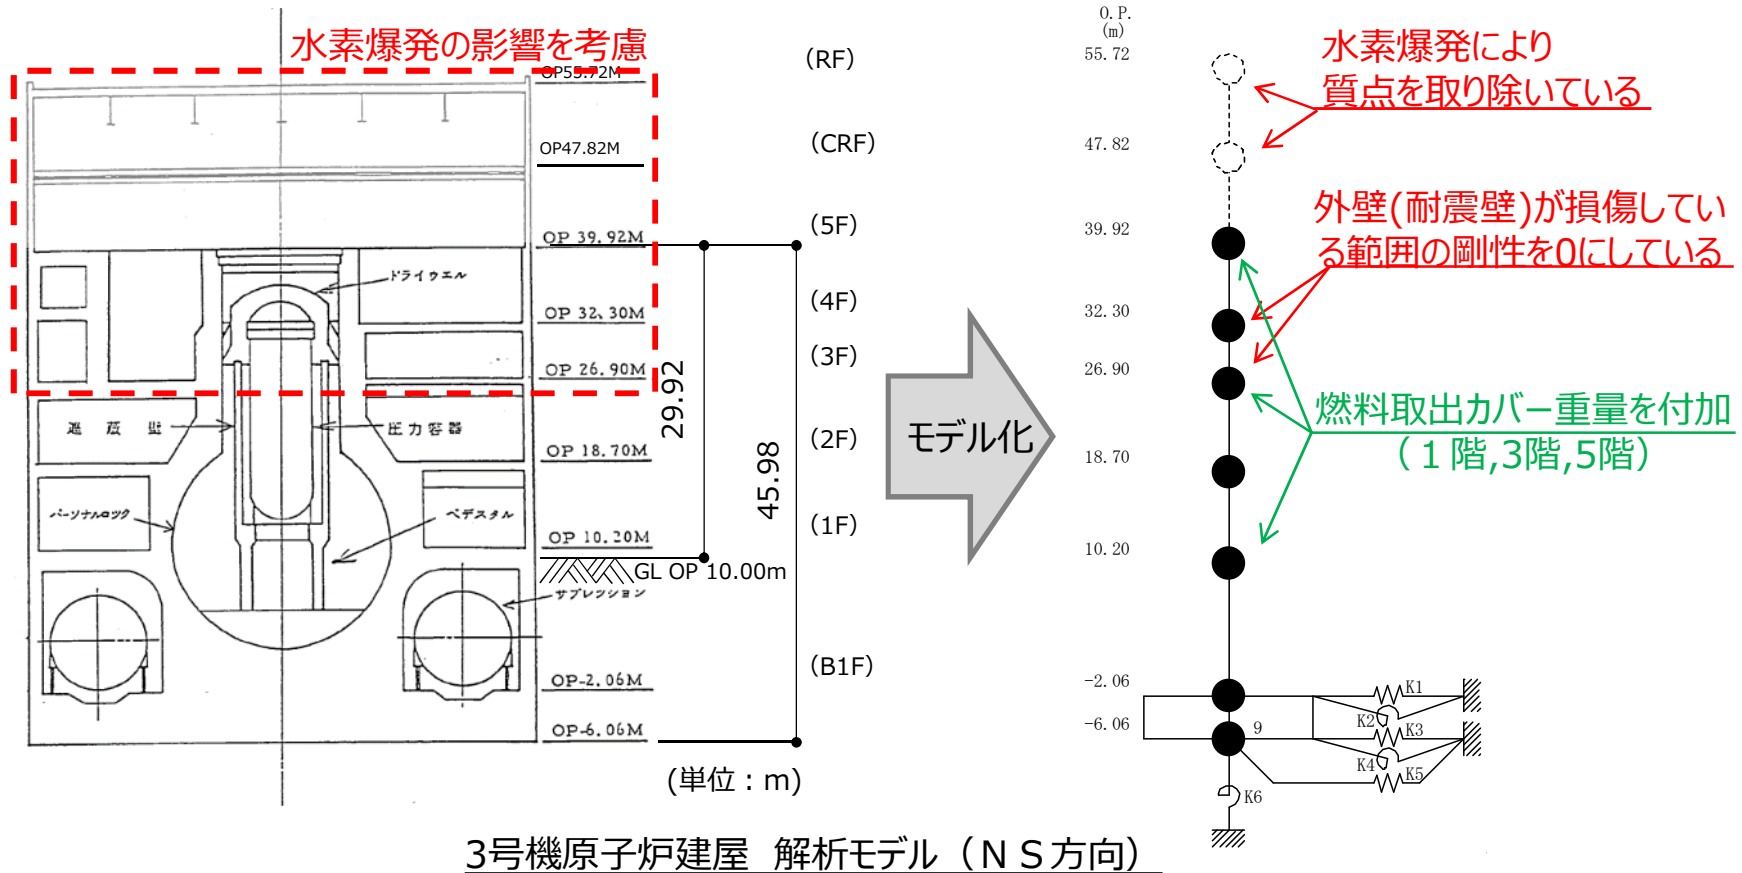 水素爆発の影響を考慮
OP55.72M
OP47.82M
OP 39.92M
ドライウエル
OP 32.30M
OP 26.90M
遮蔽壁
圧力容器
OP 18.70M
パーソナルロック
ペデスタル
OP 10.20M
GL OP 10.00m
サプレッション
OP-2.06M
OP-6.06M
29.92
45.98
(単位：m)
(RF)
(CRF)
(5F)
(4F)
(3F)
(2F)
(1F)
(B1F)
モデル化
O.P.
(m)
55.72
47.82
39.92
32.30
26.90
18.70
10.20
-2.06
-6.06
水素爆発により
質点を取り除いている
外壁(耐震壁)が損傷してい
る範囲の剛性を0にしている
燃料取出カバー重量を付加
（１階,3階,5階）
K1
K2
9
K3
K4
K5
K6
3号機原子炉建屋 解析モデル（ＮＳ方向）